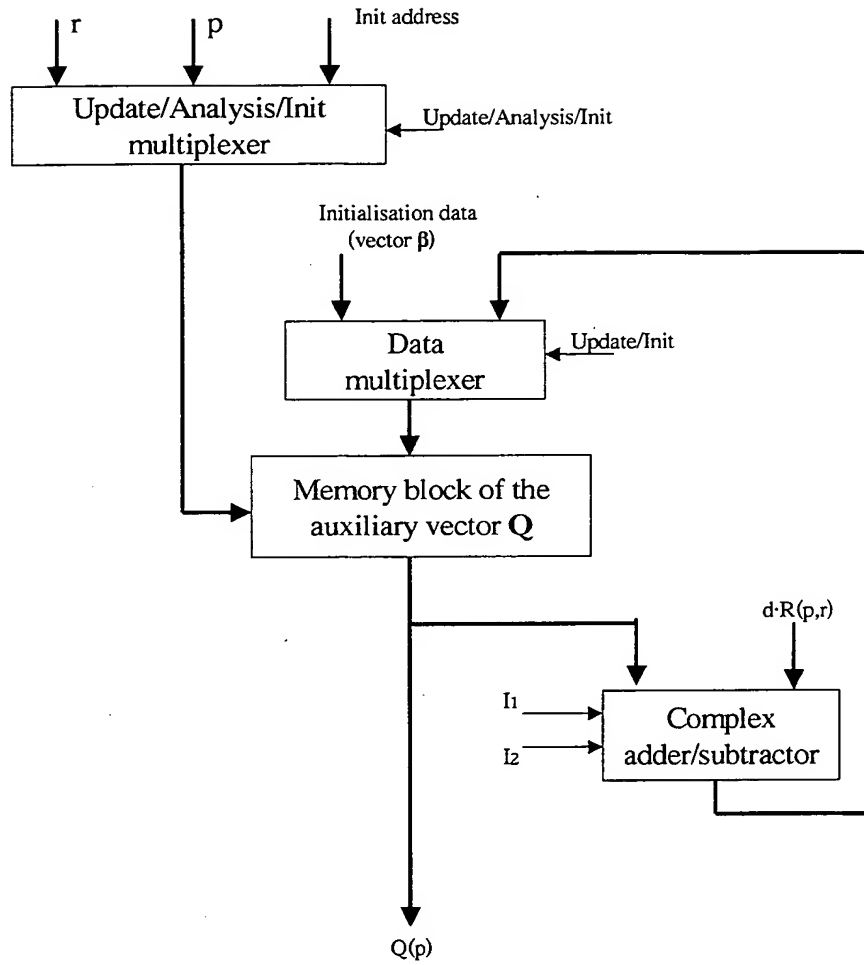 r
p
Init address
Update/Analysis/Init
multiplexer
Update/Analysis/Init
Initialisation data
(vector β)
Data
multiplexer
Update/Init
Memory block of the
auxiliary vector Q
d·R(p,r)
I1
I2
Complex
adder/subtractor
Q(p)